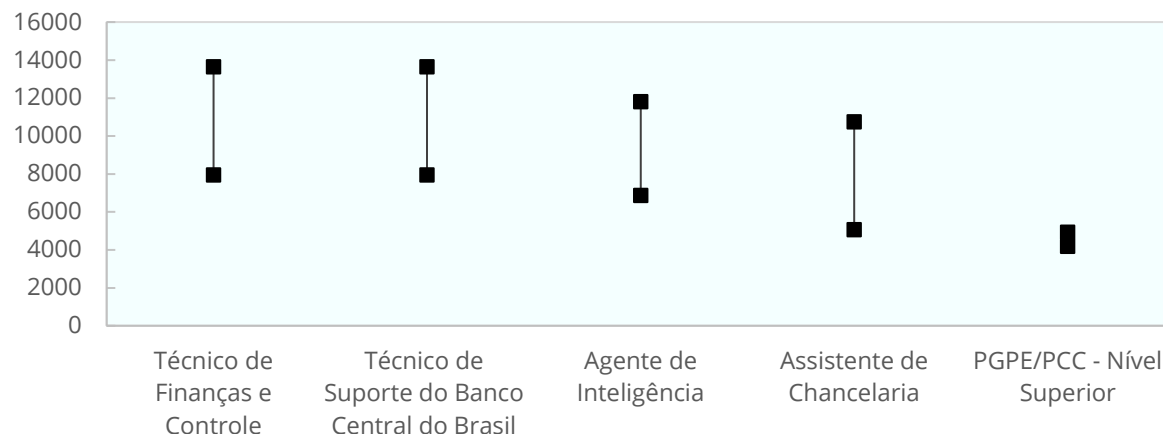 16000
14000
12000
10000
8000
6000
4000
2000
0
Técnico de
Finanças e
Controle
Técnico de
Suporte do Banco
Central do Brasil
Agente de
Inteligência
Assistente de
Chancelaria
PGPE/PCC - Nível
Superior